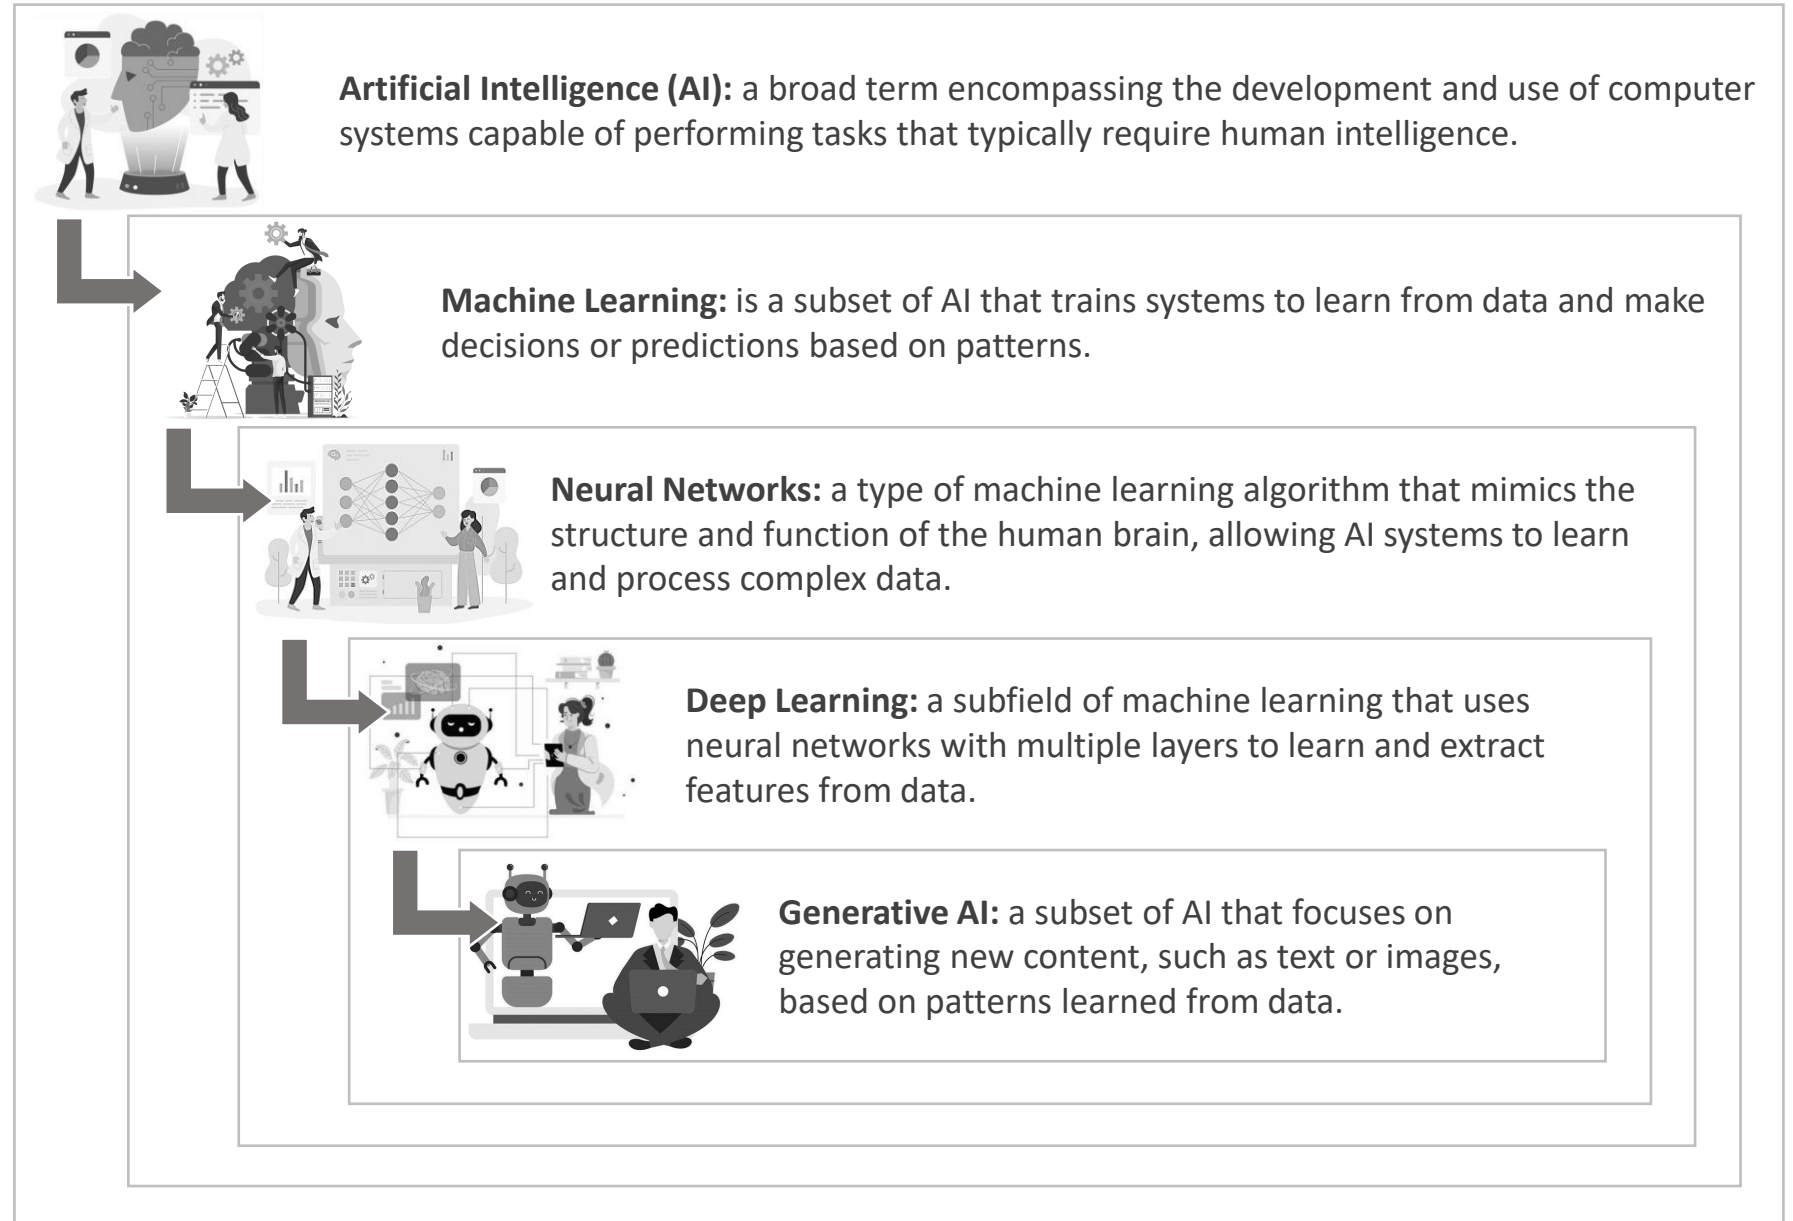 Artificial Intelligence (AI): a broad term encompassing the development and use of computer
systems capable of performing tasks that typically require human intelligence.
Machine Learning: is a subset of AI that trains systems to learn from data and make
decisions or predictions based on patterns.
Neural Networks: a type of machine learning algorithm that mimics the
structure and function of the human brain, allowing AI systems to learn
and process complex data.
Deep Learning: a subfield of machine learning that uses
neural networks with multiple layers to learn and extract
features from data.
Generative AI: a subset of AI that focuses on
generating new content, such as text or images,
based on patterns learned from data.